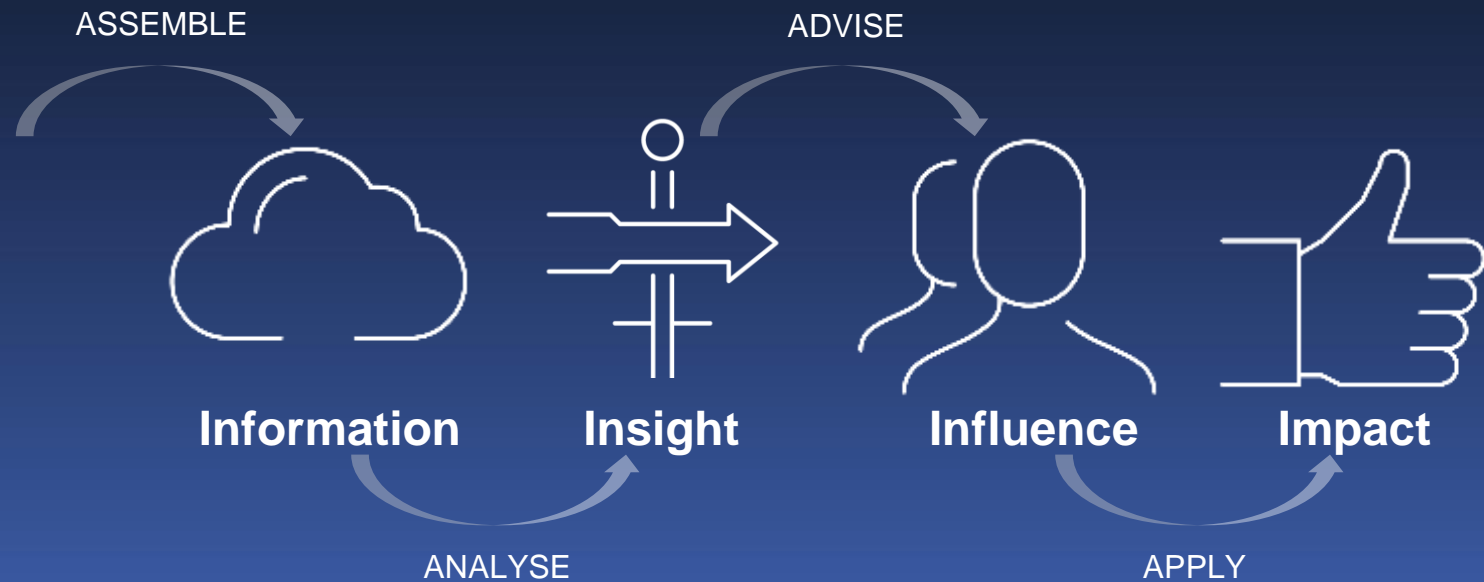 ASSEMBLE
ADVISE
Information
Insight
Influence
Impact
ANALYSE
APPLY